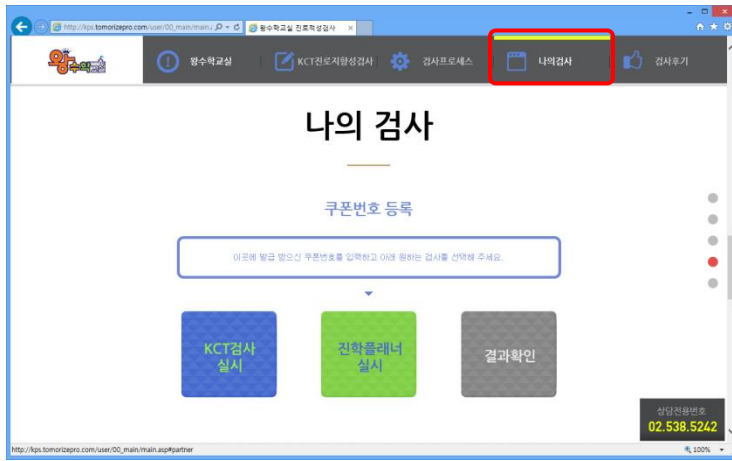 http://kps.tomorizepro.com/user/00_main/main.
왕수학교실 진로적성검사
왕수학교실
왕수학교실
KCT진로지향성검사
검사프로세스
나의검사
검사후기
나의 검사
쿠폰번호 등록
이곳에 발급 받으신 쿠폰번호를 입력하고 아래 원하는 검사를 선택해 주세요.
KCT검사
실시
진학플래너
실시
결과확인
상담전용번호
02.538.5242
http://kps.tomorizepro.com/user/00_main/main.asp#partner
100%